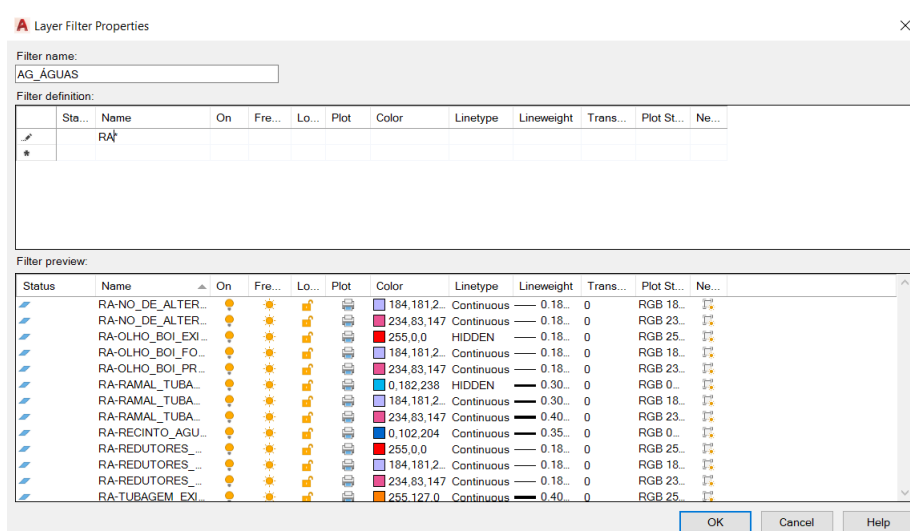 Layer Filter Properties
Filter name:
AG_ÁGUAS
Filter definition:
Sta... Name On Fre... Lo... Plot Color Linetype Lineweight Trans... Plot St... Ne...
RA*
Filter preview:
Status Name On Fre... Lo... Plot Color Linetype Lineweight Trans... Plot St... Ne...
RA-NO_DE_ALTER... 184,181,2... Continuous 0.18... 0 RGB 18...
RA-NO_DE_ALTER... 234,83,147 Continuous 0.18... 0 RGB 23...
RA-OLHO_BOI_EXI... 255,0,0 HIDDEN 0.18... 0 RGB 25...
RA-OLHO_BOI_FO... 184,181,2... Continuous 0.18... 0 RGB 18...
RA-OLHO_BOI_PR... 234,83,147 Continuous 0.18... 0 RGB 23...
RA-RAMAL_TUBA... 0,182,238 HIDDEN 0.30... 0 RGB 0...
RA-RAMAL_TUBA... 184,181,2... Continuous 0.30... 0 RGB 18...
RA-RAMAL_TUBA... 234,83,147 Continuous 0.40... 0 RGB 23...
RA-RECINTO_AGU... 0,102,204 Continuous 0.35... 0 RGB 0...
RA-REDUTORES_... 255,0,0 Continuous 0.18... 0 RGB 25...
RA-REDUTORES_... 184,181,2... Continuous 0.18... 0 RGB 18...
RA-REDUTORES_... 234,83,147 Continuous 0.18... 0 RGB 23...
RA-TUBAGEM_EXI... 255,127,0 Continuous 0.40... 0 RGB 25...
OK Cancel Help